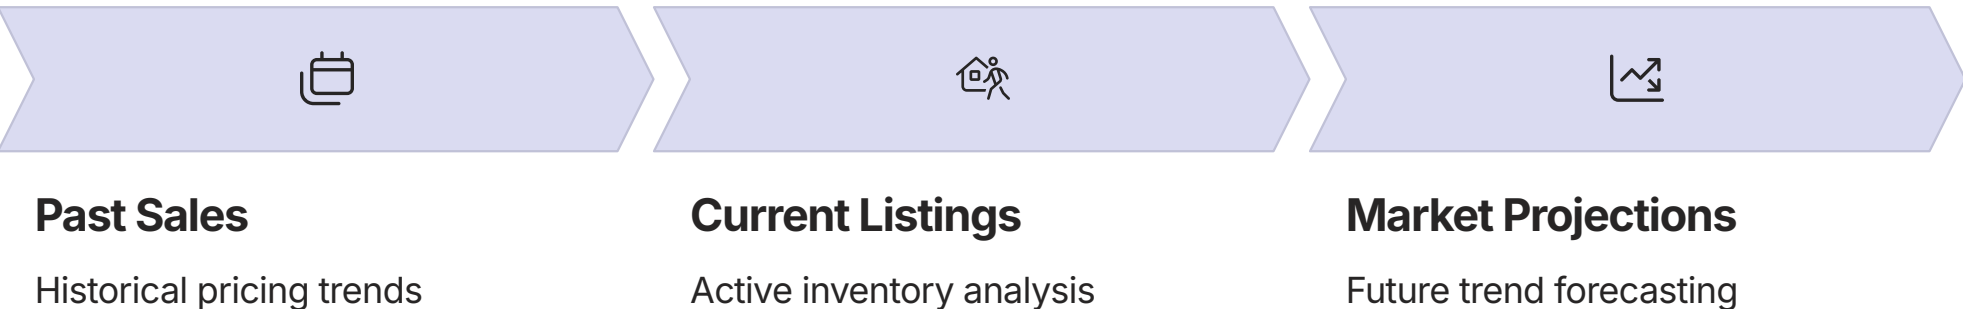 Past Sales
Historical pricing trends
Current Listings
Active inventory analysis
Market Projections
Future trend forecasting